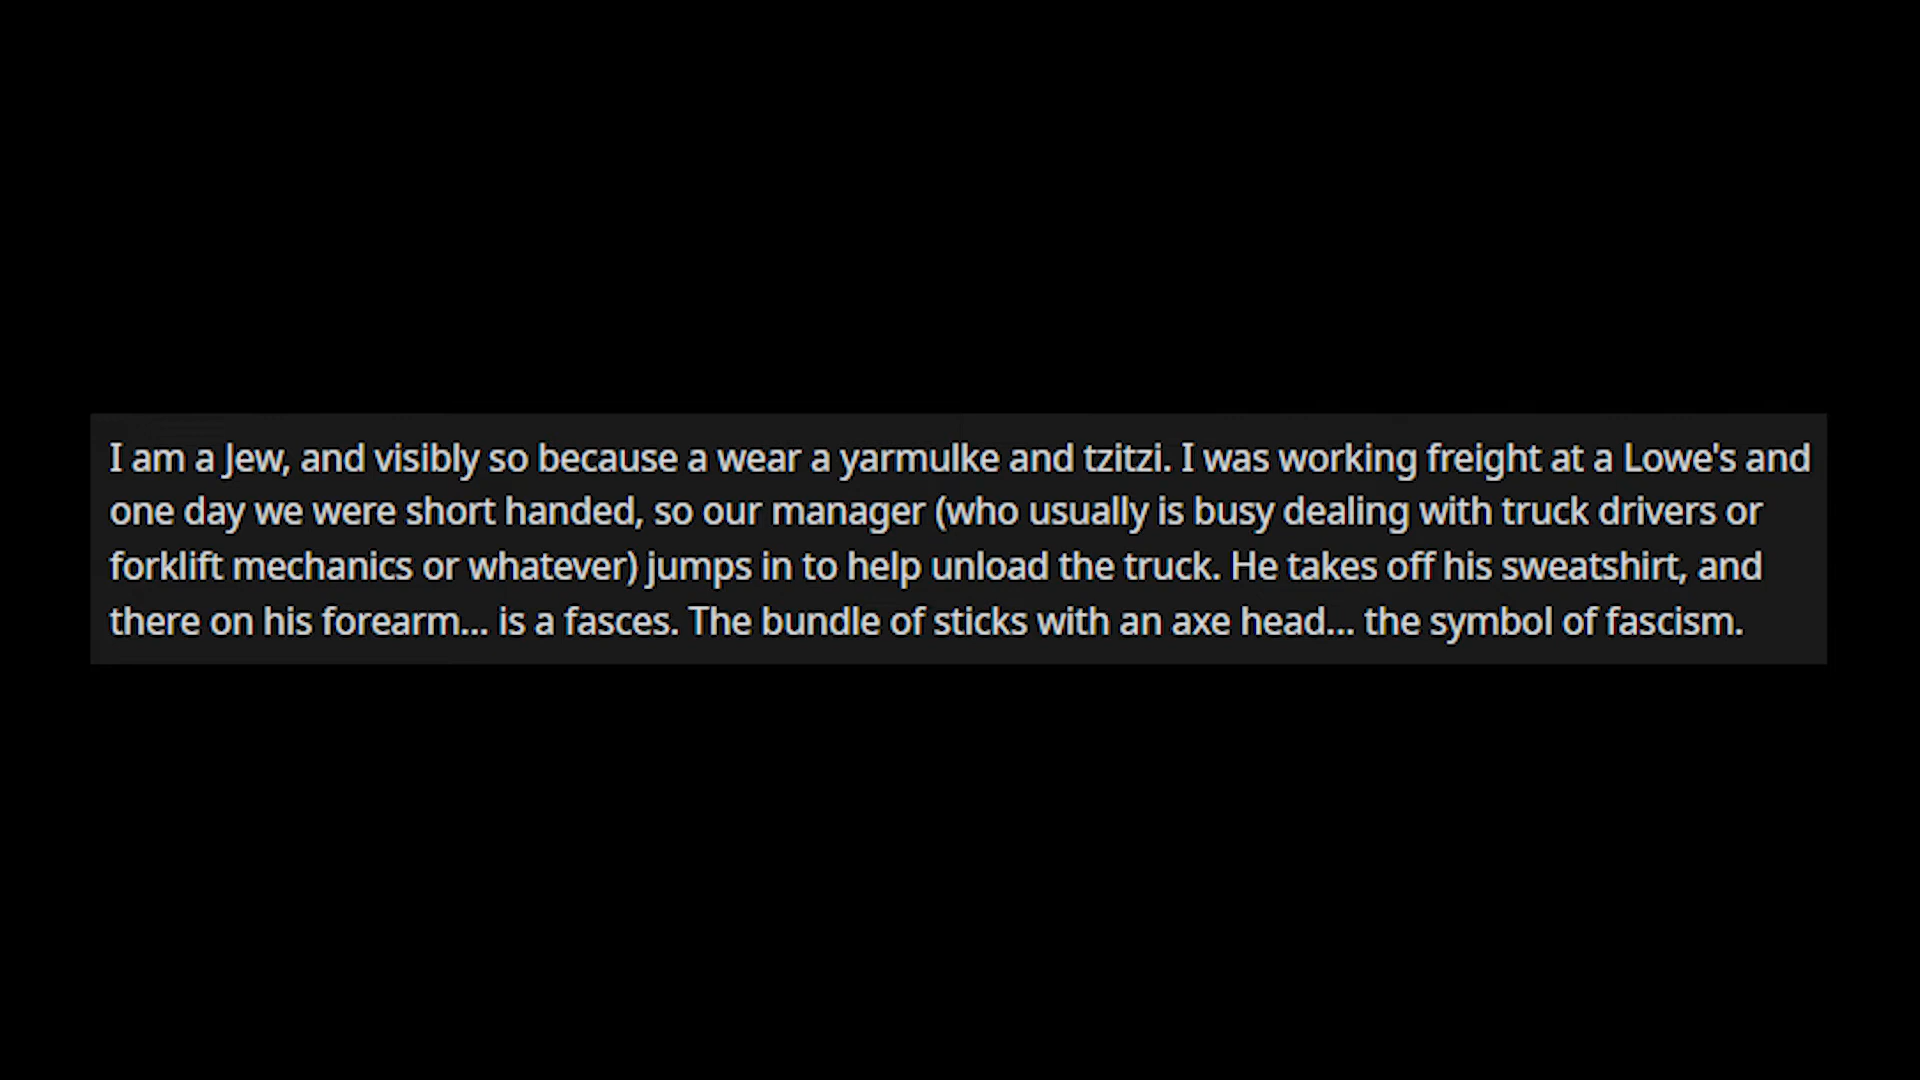 I am a Jew, and visibly so because a wear a yarmulke and tzitzi. I was working freight at a Lowe's and
one day we were short handed, so our manager (who usually is busy dealing with truck drivers or
forklift mechanics or whatever) jumps in to help unload the truck. He takes off his sweatshirt, and
there on his forearm... is a fasces. The bundle of sticks with an axe head... the symbol of fascism.